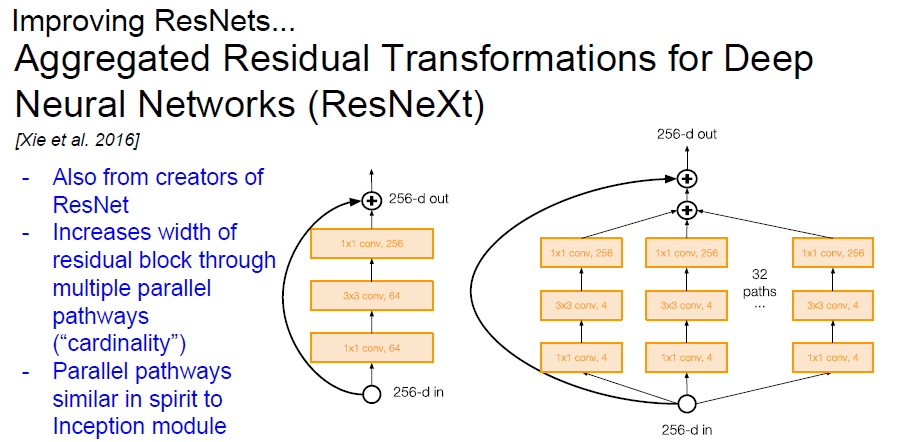 Improving ResNets...
Aggregated Residual Transformations for Deep
Neural Networks (ResNeXt)
[Xie et al. 2016]
- Also from creators of
ResNet
- Increases width of
residual block through
multiple parallel
pathways
(“cardinality”)
- Parallel pathways
similar in spirit to
Inception module
256-d out
1x1 conv, 256
3x3 conv, 64
1x1 conv, 64
256-d in
256-d out
1x1 conv, 256 1x1 conv, 256 1x1 conv, 256
32
paths
...
3x3 conv, 4 3x3 conv, 4 3x3 conv, 4
1x1 conv, 4 1x1 conv, 4 1x1 conv, 4
256-d in